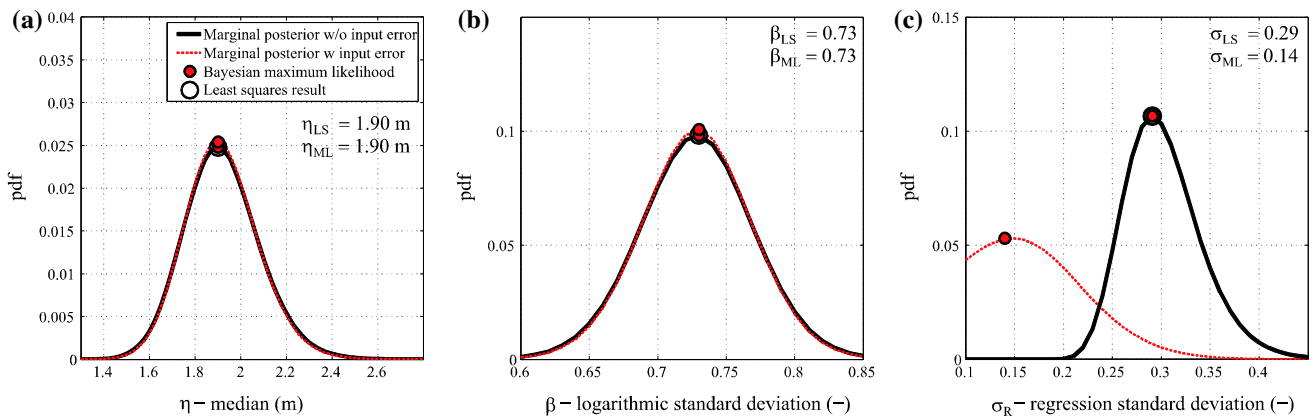 (a)
0.04
0.035
0.03
0.025
0.02
0.015
0.01
0.005
0
pdf
Marginal posterior w/o input error
Marginal posterior w input error
Bayesian maximum likelihood
Least squares result
ηLS = 1.90 m
ηML = 1.90 m
1.4 1.6 1.8 2 2.2 2.4 2.6
η – median (m)
(b)
0.15
0.1
0.05
0
pdf
βLS = 0.73
βML = 0.73
0.6 0.65 0.7 0.75 0.8 0.85
β – logarithmic standard deviation (–)
(c)
0.15
0.1
0.05
0
pdf
σLS = 0.29
σML = 0.14
0.1 0.15 0.2 0.25 0.3 0.35 0.4
σR – regression standard deviation (–)